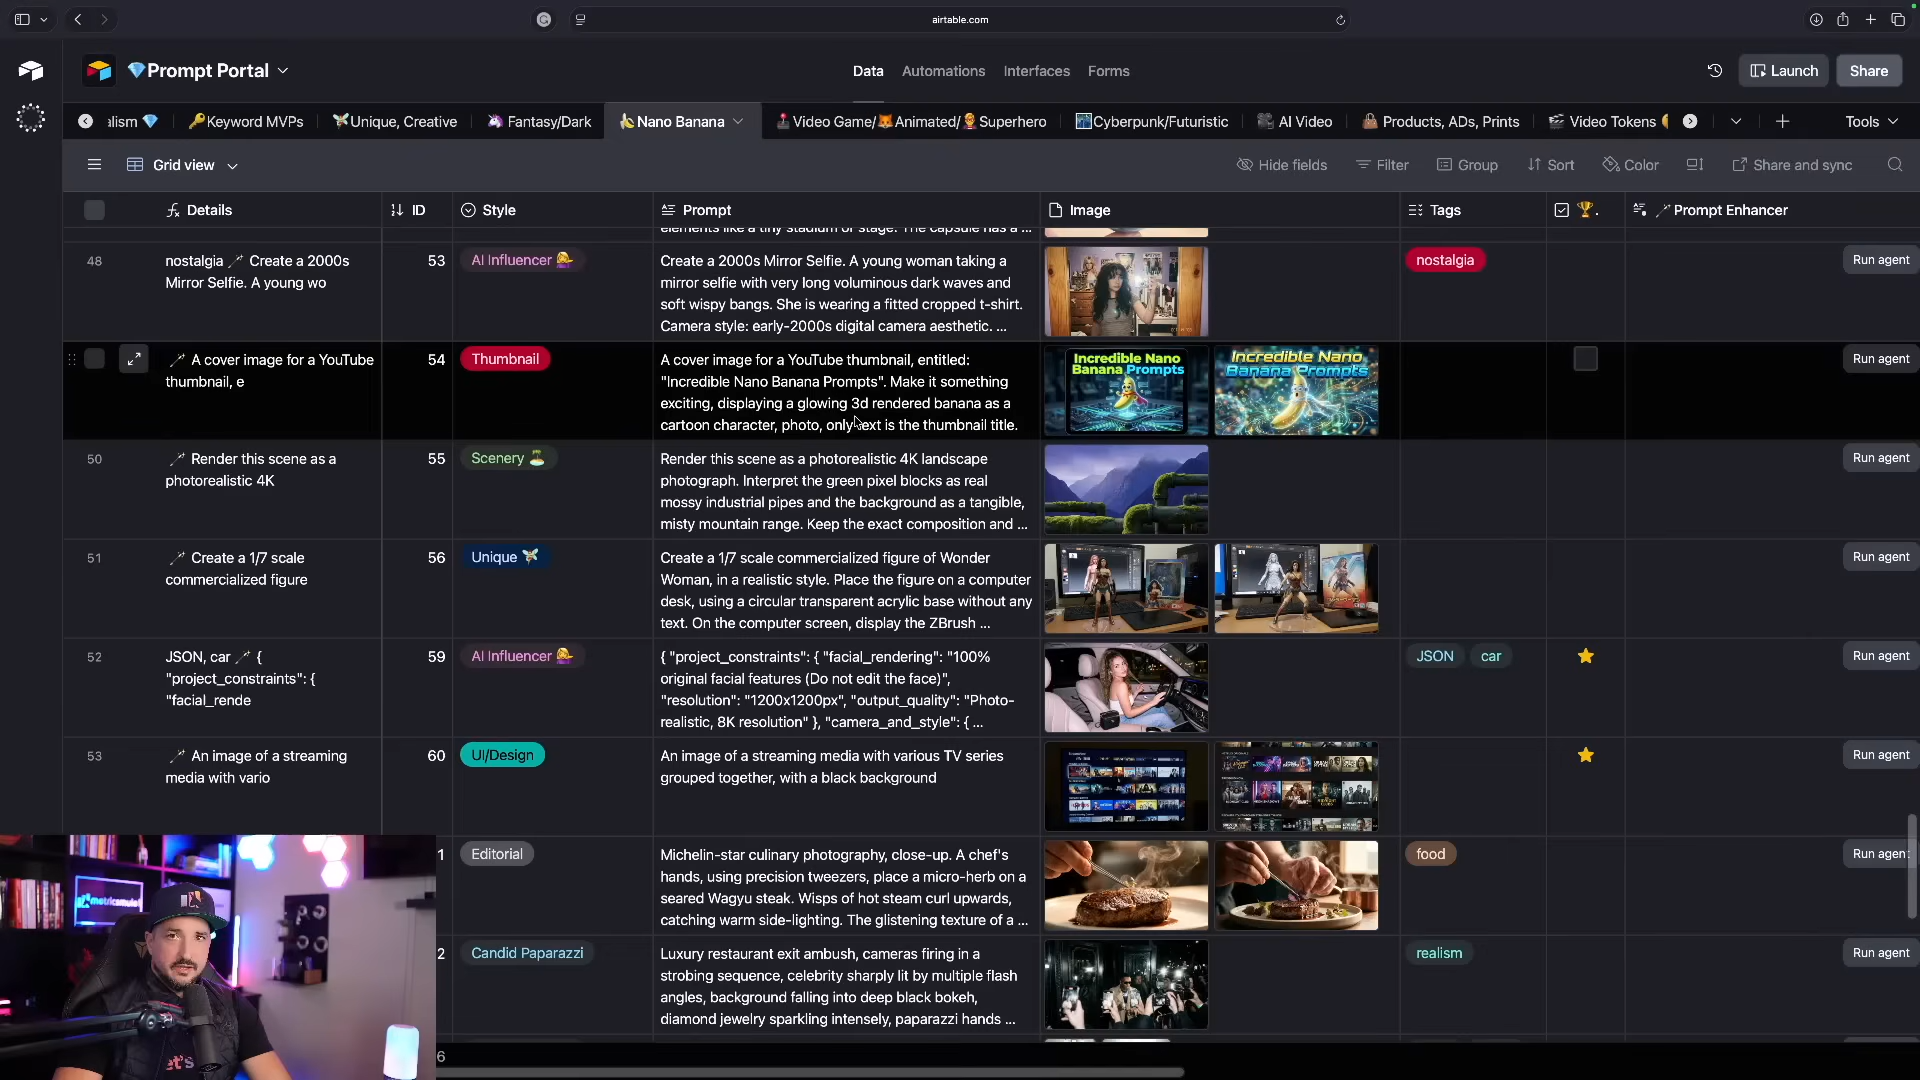 airtable.com
Prompt Portal
Data
Automations
Interfaces
Forms
Launch
Share
alism
Keyword MVPs
Unique, Creative
Fantasy/Dark
Nano Banana
Video Game/Animated/Superhero
Cyberpunk/Futuristic
AI Video
Products, ADs, Prints
Video Tokens
Tools
Grid view
Hide fields
Filter
Group
Sort
Color
Share and sync
Details
ID
Style
Prompt
Image
Tags
.
Prompt Enhancer
elements like a tiny stadium or stage. The capsule has a ...
48
nostalgia Create a 2000s
Mirror Selfie. A young wo
53
AI Influencer
Create a 2000s Mirror Selfie. A young woman taking a
mirror selfie with very long voluminous dark waves and
soft wispy bangs. She is wearing a fitted cropped t-shirt.
Camera style: early-2000s digital camera aesthetic. ...
nostalgia
Run agent
A cover image for a YouTube
thumbnail, e
54
Thumbnail
A cover image for a YouTube thumbnail, entitled:
"Incredible Nano Banana Prompts". Make it something
exciting, displaying a glowing 3d rendered banana as a
cartoon character, photo, only text is the thumbnail title.
Incredible Nano
Banana Prompts
Incredible Nano
Banana Prompts
Run agent
50
Render this scene as a
photorealistic 4K
55
Scenery
Render this scene as a photorealistic 4K landscape
photograph. Interpret the green pixel blocks as real
mossy industrial pipes and the background as a tangible,
misty mountain range. Keep the exact composition and ...
Run agent
51
Create a 1/7 scale
commercialized figure
56
Unique
Create a 1/7 scale commercialized figure of Wonder
Woman, in a realistic style. Place the figure on a computer
desk, using a circular transparent acrylic base without any
text. On the computer screen, display the ZBrush ...
Run agent
52
JSON, car {
"project_constraints": {
"facial_rende
59
AI Influencer
{ "project_constraints": { "facial_rendering": "100%
original facial features (Do not edit the face)",
"resolution": "1200x1200px", "output_quality": "Photo-
realistic, 8K resolution" }, "camera_and_style": { ...
JSON
car
Run agent
53
An image of a streaming
media with vario
60
UI/Design
An image of a streaming media with various TV series
grouped together, with a black background
Run agent
1
Editorial
Michelin-star culinary photography, close-up. A chef's
hands, using precision tweezers, place a micro-herb on a
seared Wagyu steak. Wisps of hot steam curl upwards,
catching warm side-lighting. The glistening texture of a ...
food
Run agent
2
Candid Paparazzi
Luxury restaurant exit ambush, cameras firing in a
strobing sequence, celebrity sharply lit by multiple flash
angles, background falling into deep black bokeh,
diamond jewelry sparkling intensely, paparazzi hands ...
realism
Run agent
6
metricsmule
let's